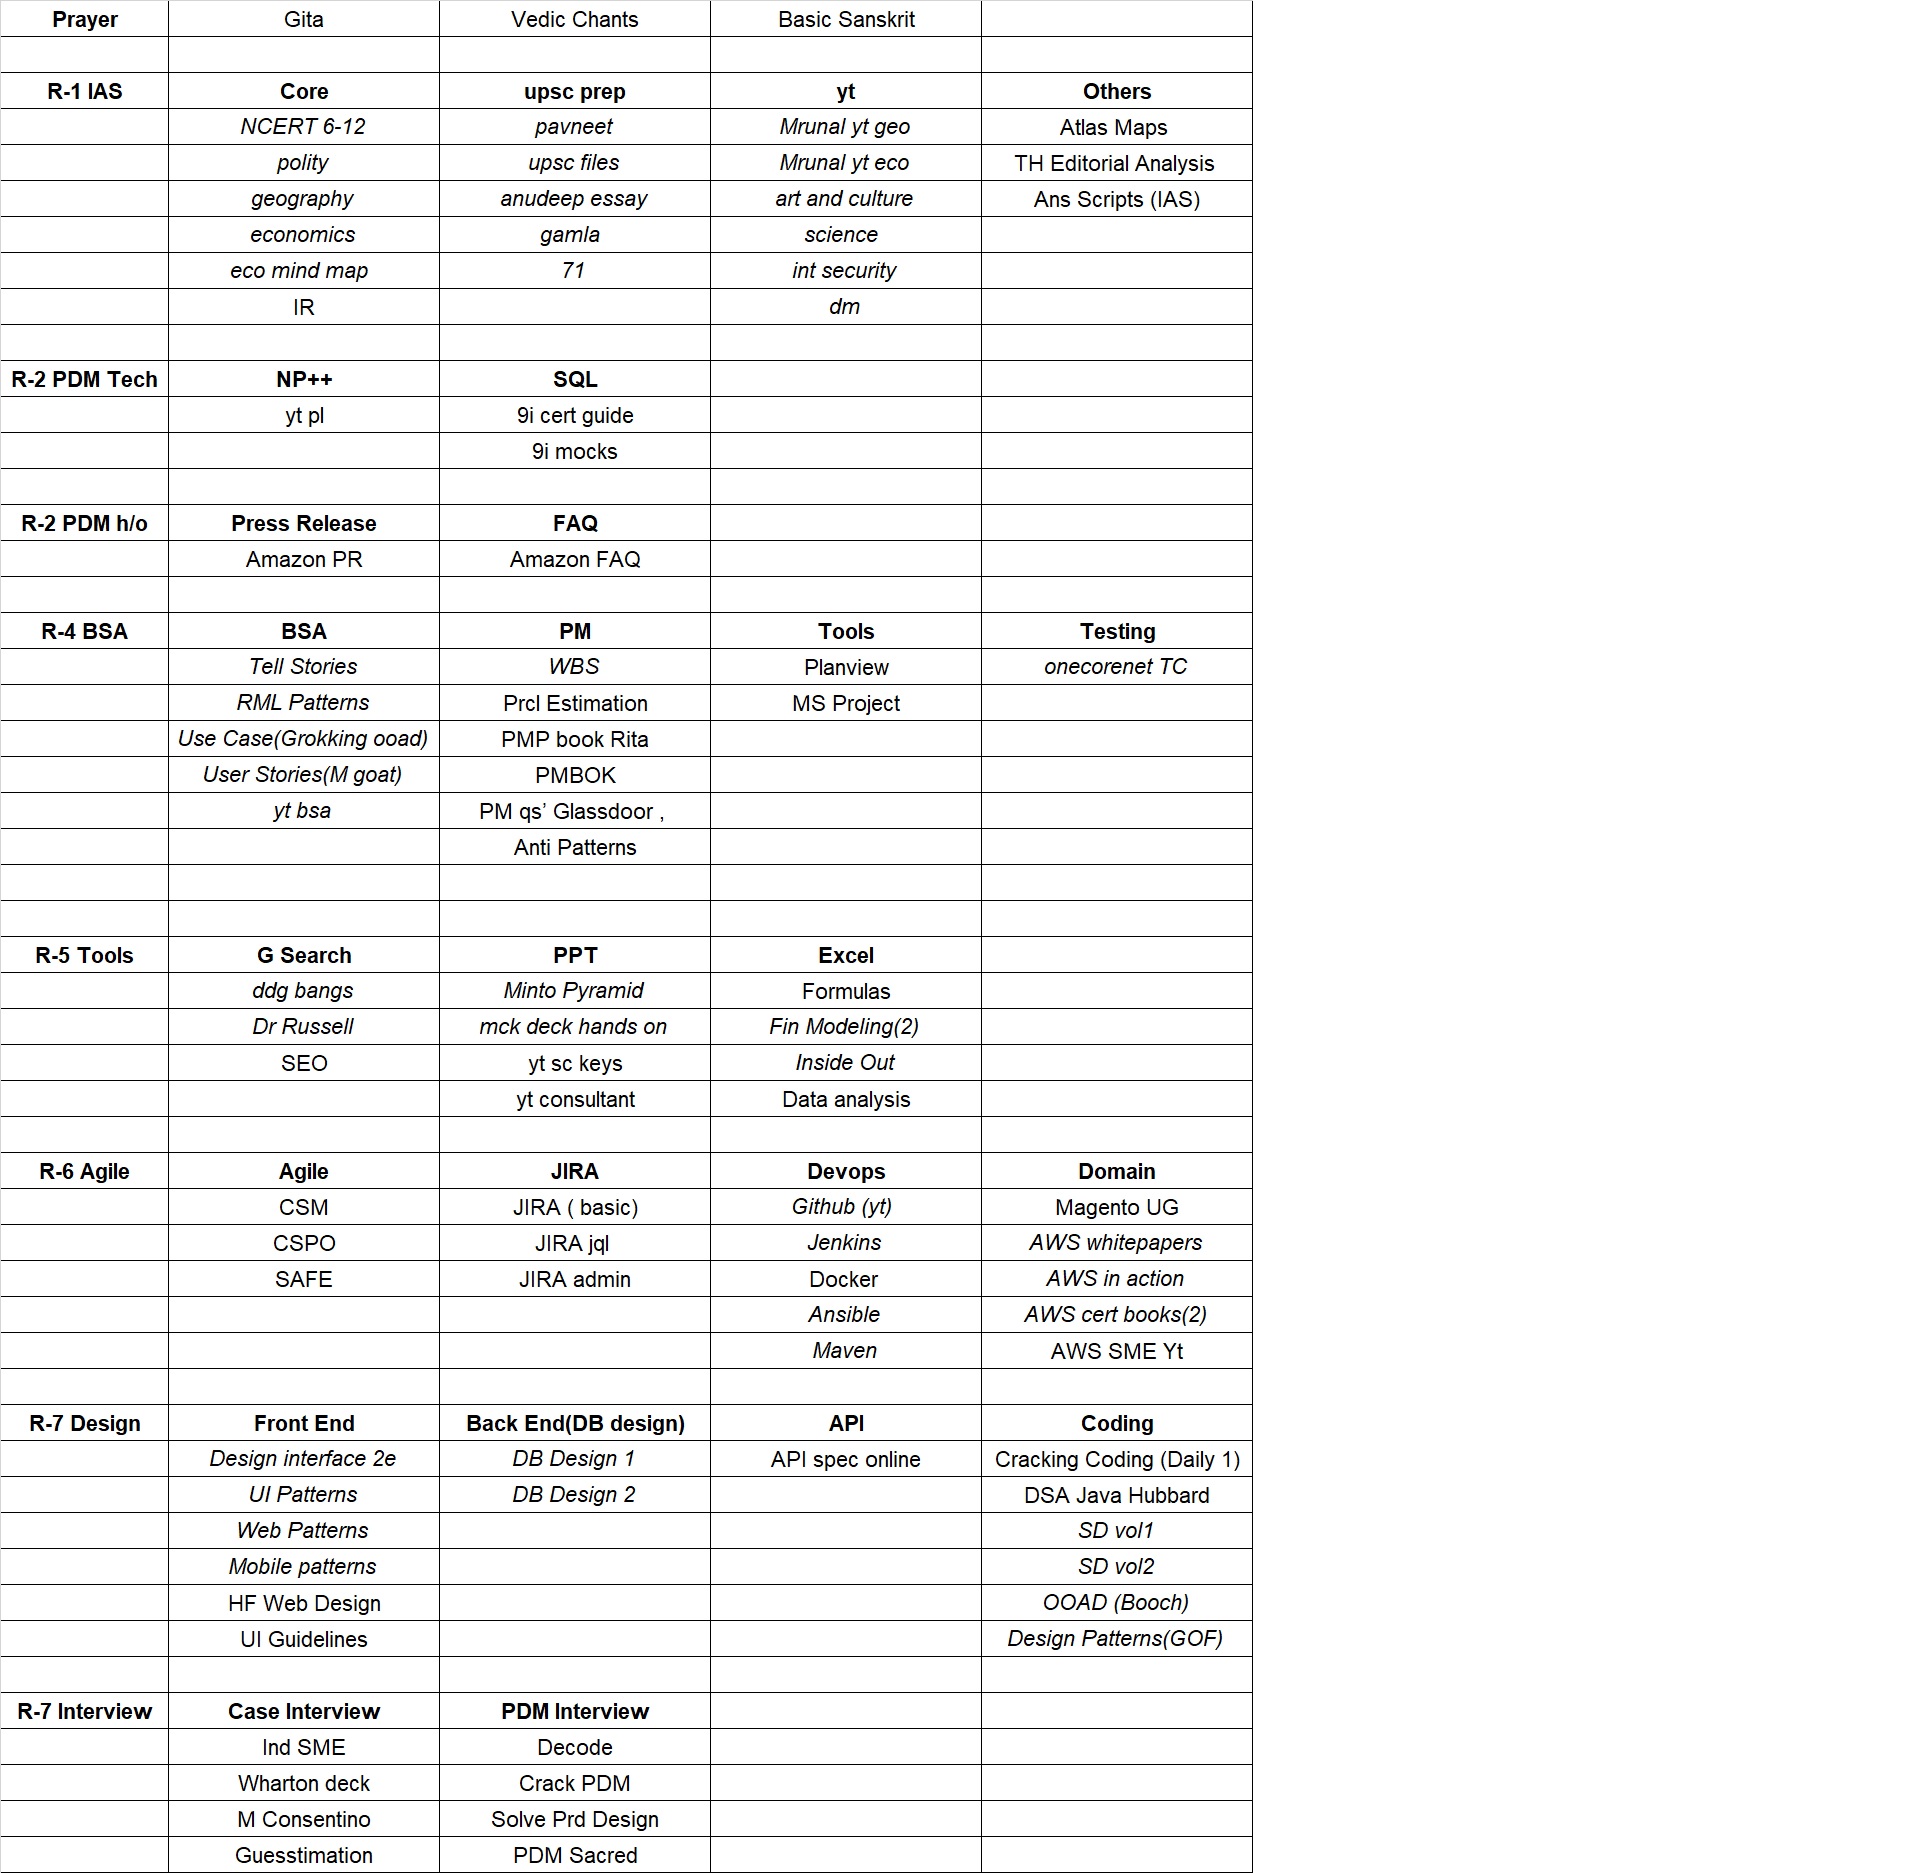 Prayer Gita Vedic Chants Basic Sanskrit
R-1 IAS Core upsc prep yt Others
NCERT 6-12 pavneet Mrunal yt geo Atlas Maps
polity upsc files Mrunal yt eco TH Editorial Analysis
geography anudeep essay art and culture Ans Scripts (IAS)
economics gamla science
eco mind map 71 int security
IR dm
R-2 PDM Tech NP++ SQL
yt pl 9i cert guide
9i mocks
R-2 PDM h/o Press Release FAQ
Amazon PR Amazon FAQ
R-4 BSA BSA PM Tools Testing
Tell Stories WBS Planview onecorenet TC
RML Patterns Prcl Estimation MS Project
Use Case(Grokking ooad) PMP book Rita
User Stories(M goat) PMBOK
yt bsa PM qs’ Glassdoor ,
Anti Patterns
R-5 Tools G Search PPT Excel
ddg bangs Minto Pyramid Formulas
Dr Russell mck deck hands on Fin Modeling(2)
SEO yt sc keys Inside Out
yt consultant Data analysis
R-6 Agile Agile JIRA Devops Domain
CSM JIRA ( basic) Github (yt) Magento UG
CSPO JIRA jql Jenkins AWS whitepapers
SAFE JIRA admin Docker AWS in action
Ansible AWS cert books(2)
Maven AWS SME Yt
R-7 Design Front End Back End(DB design) API Coding
Design interface 2e DB Design 1 API spec online Cracking Coding (Daily 1)
UI Patterns DB Design 2 DSA Java Hubbard
Web Patterns SD vol1
Mobile patterns SD vol2
HF Web Design OOAD (Booch)
UI Guidelines Design Patterns(GOF)
R-7 Interview Case Interview PDM Interview
Ind SME Decode
Wharton deck Crack PDM
M Consentino Solve Prd Design
Guesstimation PDM Sacred